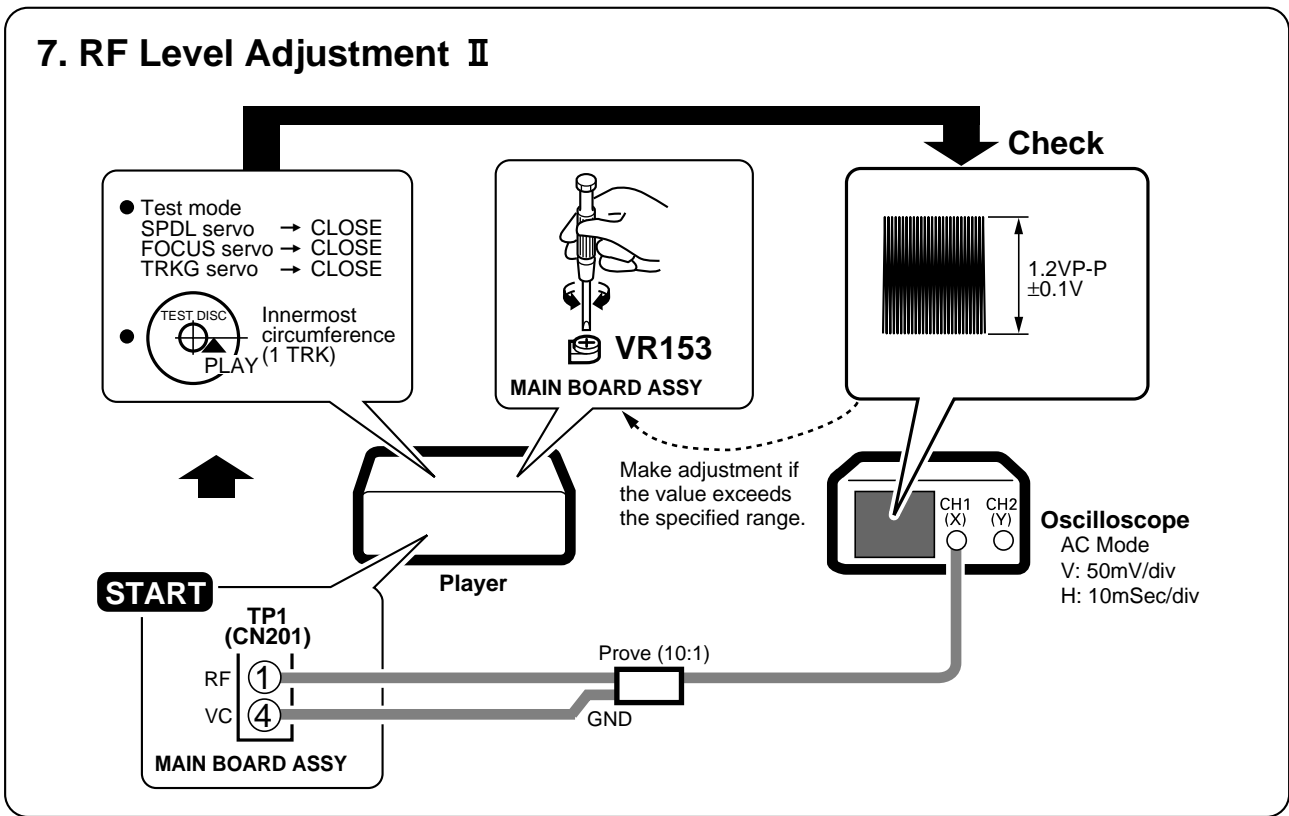 7. RF Level Adjustment Ⅱ
Check
● Test mode
SPDL servo → CLOSE
FOCUS servo → CLOSE
TRKG servo → CLOSE
●
TEST DISC
PLAY
Innermost
circumference
(1 TRK)
VR153
MAIN BOARD ASSY
1.2VP-P
±0.1V
Make adjustment if
the value exceeds
the specified range.
Player
CH1 CH2
(X) (Y)
Oscilloscope
AC Mode
V: 50mV/div
H: 10mSec/div
START
TP1
(CN201)
RF ①
VC ④
MAIN BOARD ASSY
Prove (10:1)
GND